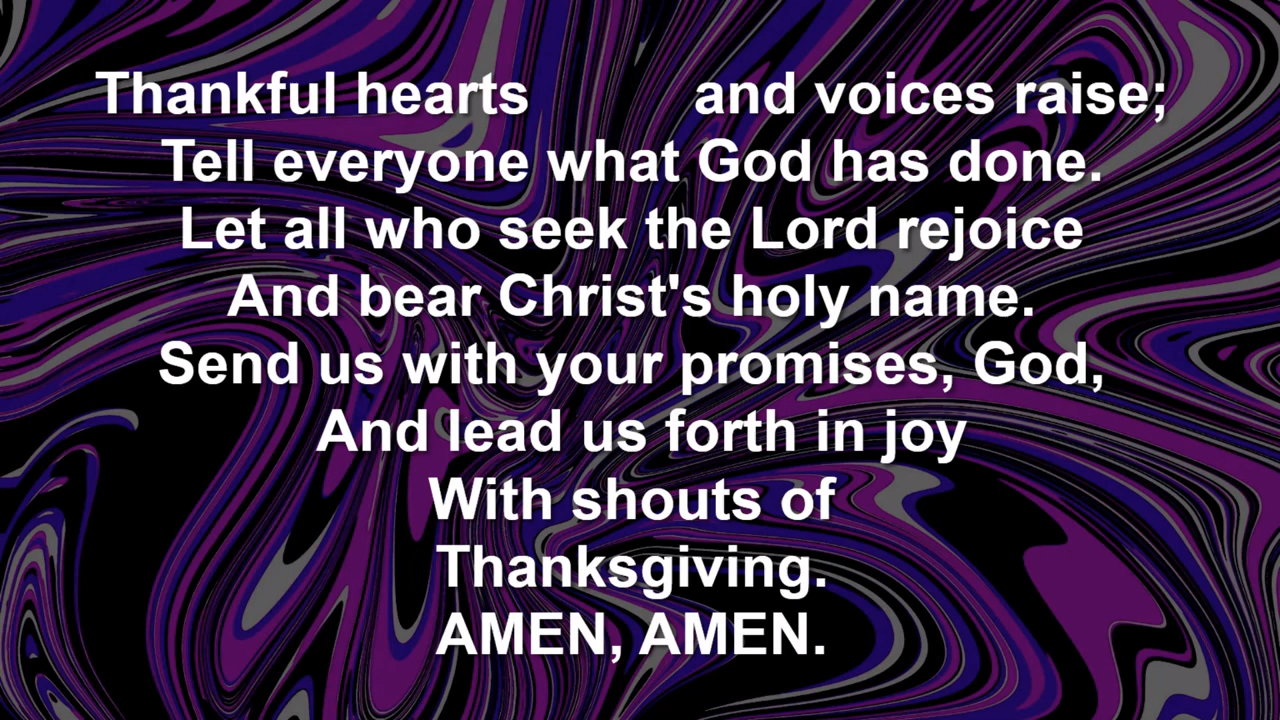 Thankful hearts and voices raise;
Tell everyone what God has done.
Let all who seek the Lord rejoice
And bear Christ's holy name.
Send us with your promises, God,
And lead us forth in joy
With shouts of
Thanksgiving.
AMEN, AMEN.